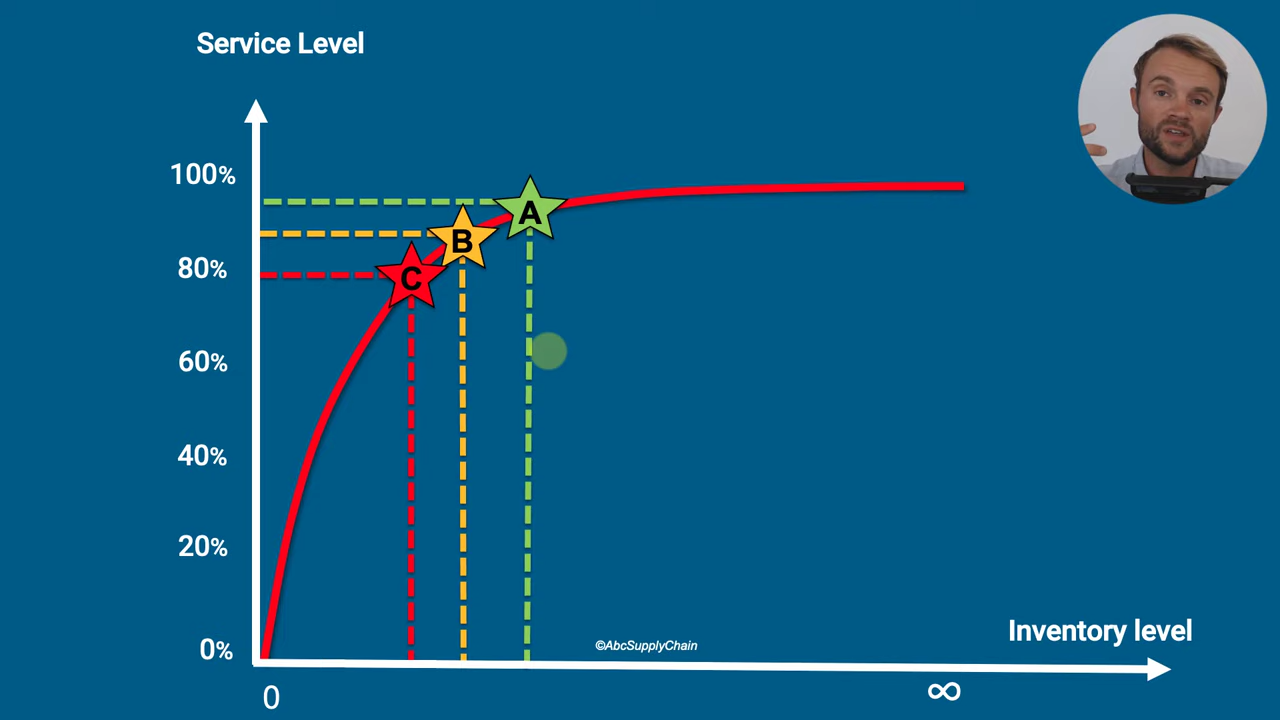 Service Level
100%
A
B
80%
C
60%
40%
20%
Inventory level
0%
©AbcSupplyChain
0
∞